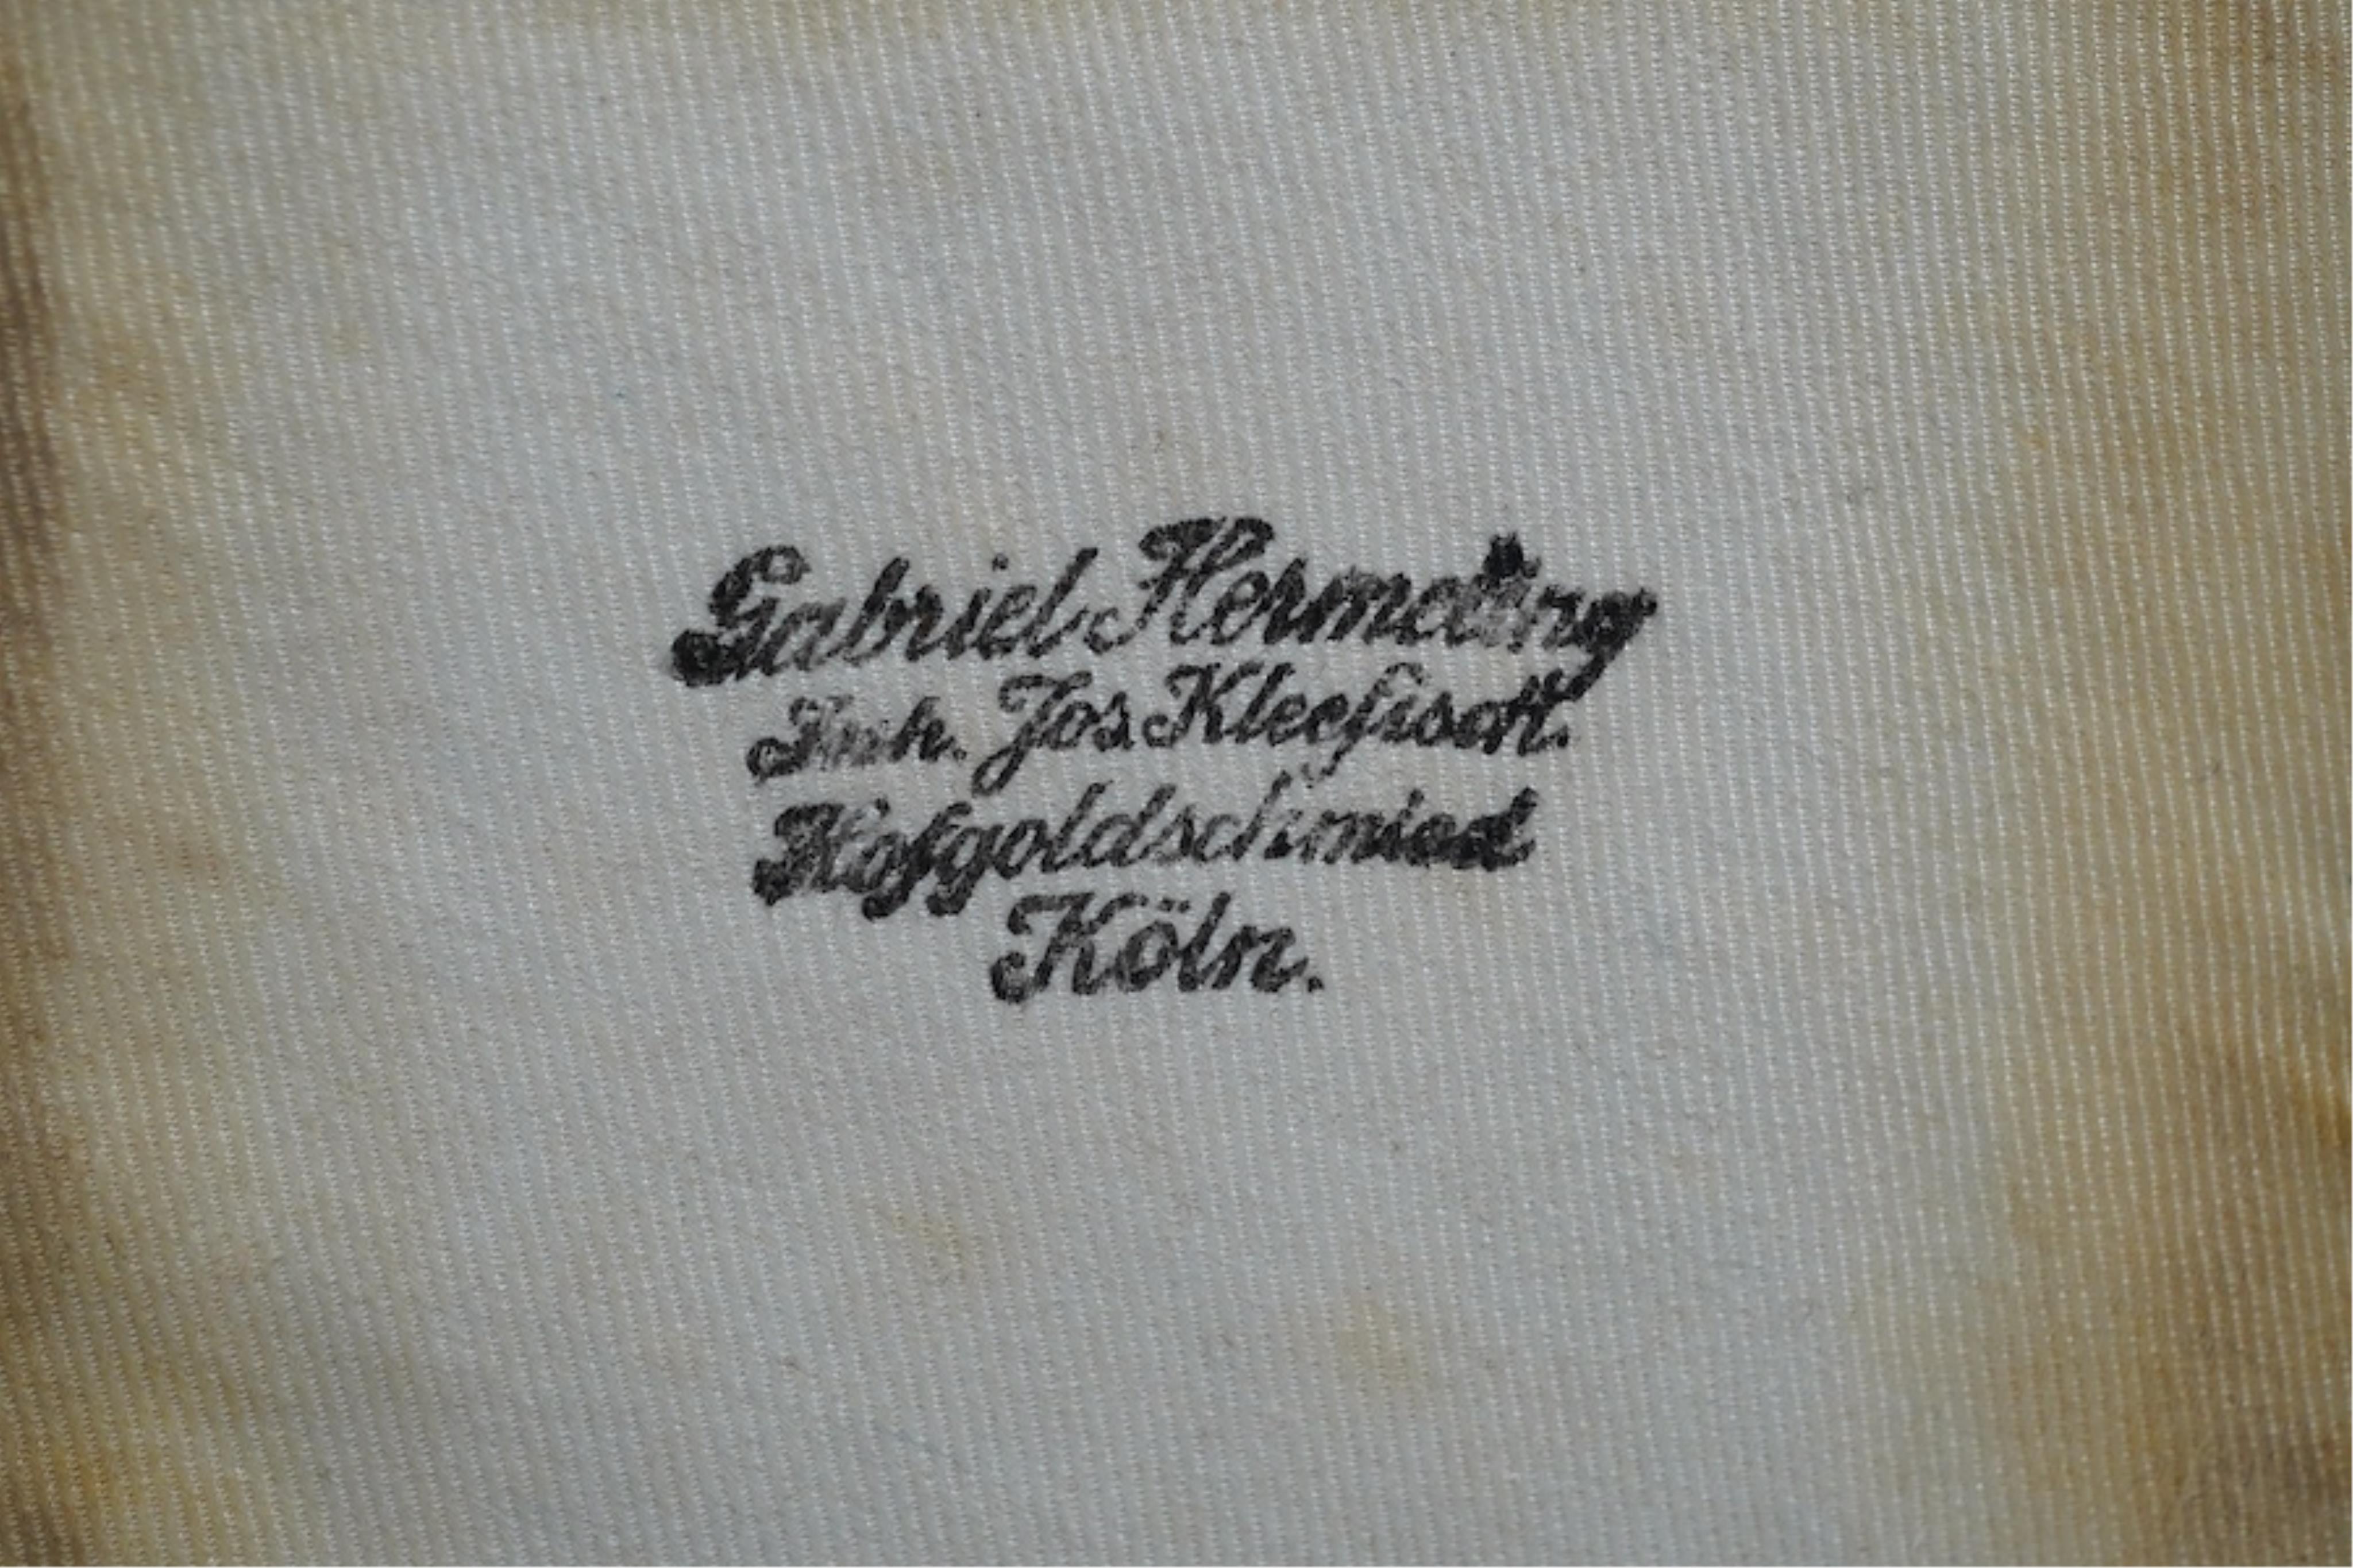 Gabriel Hermeling
Inh. Jos. Kleefisch.
Hofgoldschmied
Köln.